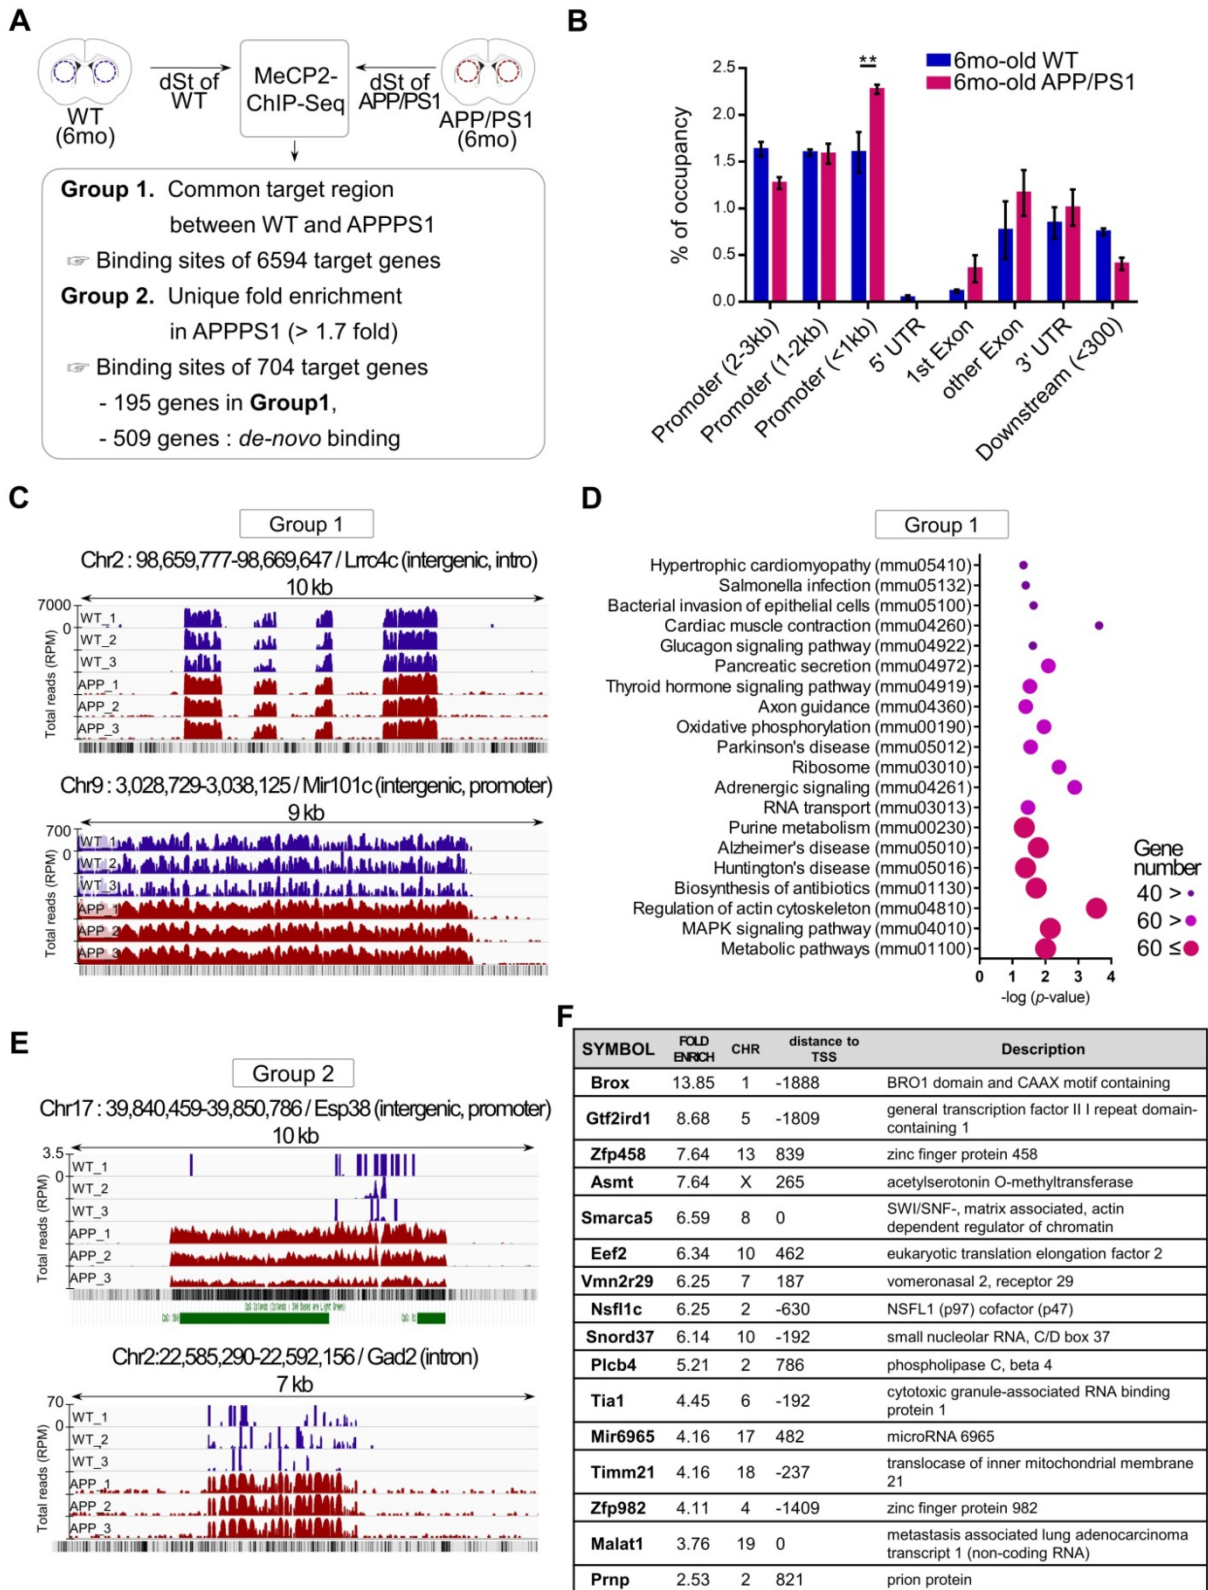 A
WT
(6mo)
dSt of
WT
MeCP2-
ChIP-Seq
dSt of
APP/PS1
APP/PS1
(6mo)
Group 1. Common target region
between WT and APPPS1
☞ Binding sites of 6594 target genes
Group 2. Unique fold enrichment
in APPPS1 (> 1.7 fold)
☞ Binding sites of 704 target genes
- 195 genes in Group1,
- 509 genes : de-novo binding
B
6mo-old WT
6mo-old APP/PS1
**
% of occupancy
2.5
2.0
1.5
1.0
0.5
0.0
Promoter (2-3kb)
Promoter (1-2kb)
Promoter (<1kb)
5' UTR
1st Exon
other Exon
3' UTR
Downstream (<300)
C
Group 1
Chr2 : 98,659,777-98,669,647 / Lrrc4c (intergenic, intro)
10 kb
7000
0
Total reads (RPM)
WT_1
WT_2
WT_3
APP_1
APP_2
APP_3
Chr9 : 3,028,729-3,038,125 / Mir101c (intergenic, promoter)
9 kb
700
0
Total reads (RPM)
WT_1
WT_2
WT_3
APP_1
APP_2
APP_3
D
Group 1
Hypertrophic cardiomyopathy (mmu05410)
Salmonella infection (mmu05132)
Bacterial invasion of epithelial cells (mmu05100)
Cardiac muscle contraction (mmu04260)
Glucagon signaling pathway (mmu04922)
Pancreatic secretion (mmu04972)
Thyroid hormone signaling pathway (mmu04919)
Axon guidance (mmu04360)
Oxidative phosphorylation (mmu00190)
Parkinson's disease (mmu05012)
Ribosome (mmu03010)
Adrenergic signaling (mmu04261)
RNA transport (mmu03013)
Purine metabolism (mmu00230)
Alzheimer's disease (mmu05010)
Huntington's disease (mmu05016)
Biosynthesis of antibiotics (mmu01130)
Regulation of actin cytoskeleton (mmu04810)
MAPK signaling pathway (mmu04010)
Metabolic pathways (mmu01100)
0 1 2 3 4
-log (p-value)
Gene
number
40 >
60 >
60 ≤
E
Group 2
Chr17 : 39,840,459-39,850,786 / Esp38 (intergenic, promoter)
10 kb
3.5
0
Total reads (RPM)
WT_1
WT_2
WT_3
APP_1
APP_2
APP_3
CpG Islands (Islands < 300 Bases are Light Green)
Chr2:22,585,290-22,592,156 / Gad2 (intron)
7 kb
70
0
Total reads (RPM)
WT_1
WT_2
WT_3
APP_1
APP_2
APP_3
F
SYMBOL FOLD ENRICH CHR distance to TSS Description
Brox 13.85 1 -1888 BRO1 domain and CAAX motif containing
Gtf2ird1 8.68 5 -1809 general transcription factor II I repeat domain-
containing 1
Zfp458 7.64 13 839 zinc finger protein 458
Asmt 7.64 X 265 acetylserotonin O-methyltransferase
Smarca5 6.59 8 0 SWI/SNF-, matrix associated, actin
dependent regulator of chromatin
Eef2 6.34 10 462 eukaryotic translation elongation factor 2
Vmn2r29 6.25 7 187 vomeronasal 2, receptor 29
Nsfl1c 6.25 2 -630 NSFL1 (p97) cofactor (p47)
Snord37 6.14 10 -192 small nucleolar RNA, C/D box 37
Plcb4 5.21 2 786 phospholipase C, beta 4
Tia1 4.45 6 -192 cytotoxic granule-associated RNA binding
protein 1
Mir6965 4.16 17 482 microRNA 6965
Timm21 4.16 18 -237 translocase of inner mitochondrial membrane
21
Zfp982 4.11 4 -1409 zinc finger protein 982
Malat1 3.76 19 0 metastasis associated lung adenocarcinoma
transcript 1 (non-coding RNA)
Prnp 2.53 2 821 prion protein